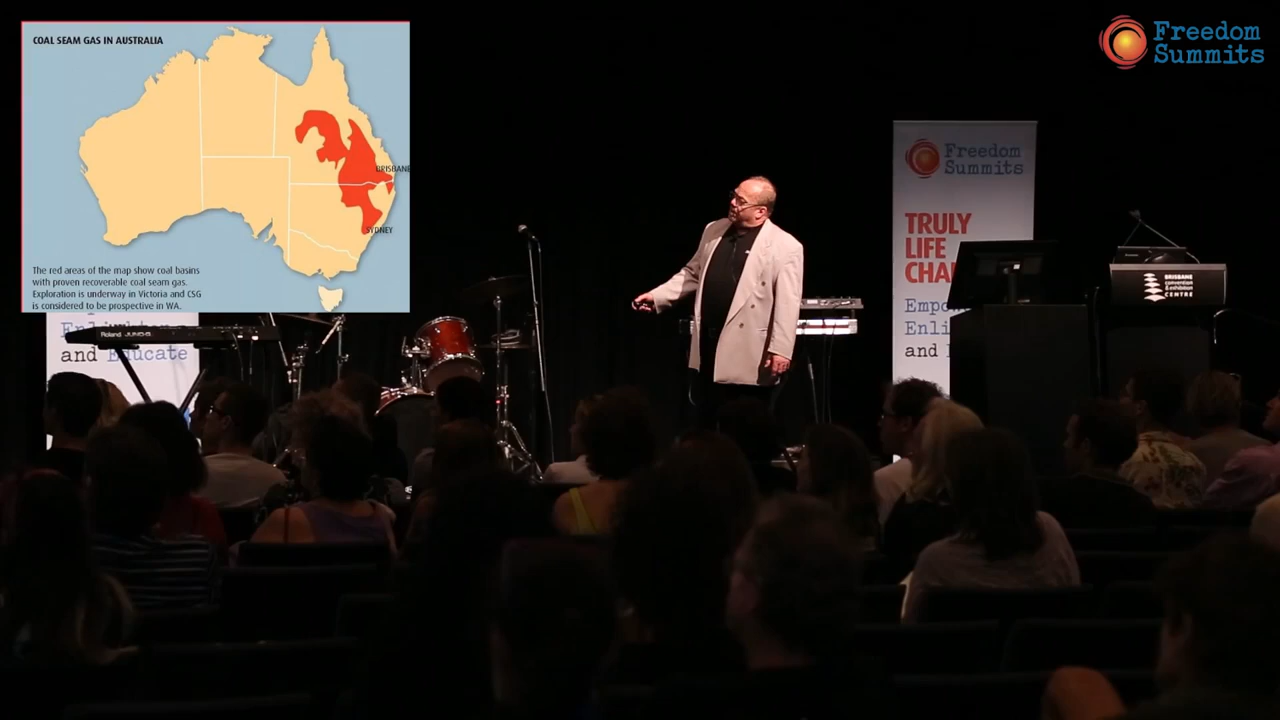 COAL SEAM GAS IN AUSTRALIA
BRISBANE
SYDNEY
The red areas of the map show coal basins
with proven recoverable coal seam gas.
Exploration is underway in Victoria and CSG
is considered to be prospective in WA.
Freedom
Summits
Freedom
Summits
TRULY
LIFE
CHA
Empo
Enli
and
BRISBANE
convention
& exhibition
CENTRE
Roland JUNO-G
and Educate